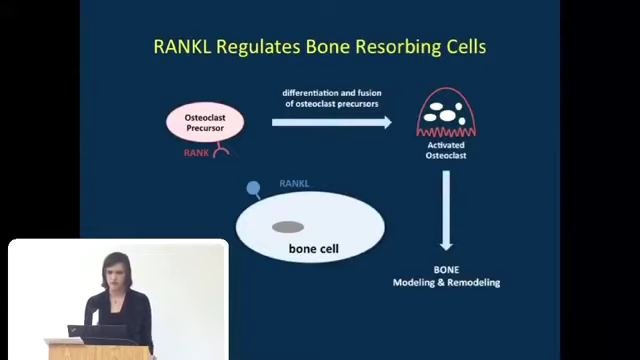 RANKL Regulates Bone Resorbing Cells
differentiation and fusion
of osteoclast precursors
Osteoclast
Precursor
RANK
Activated
Osteoclast
RANKL
bone cell
BONE
Modeling & Remodeling